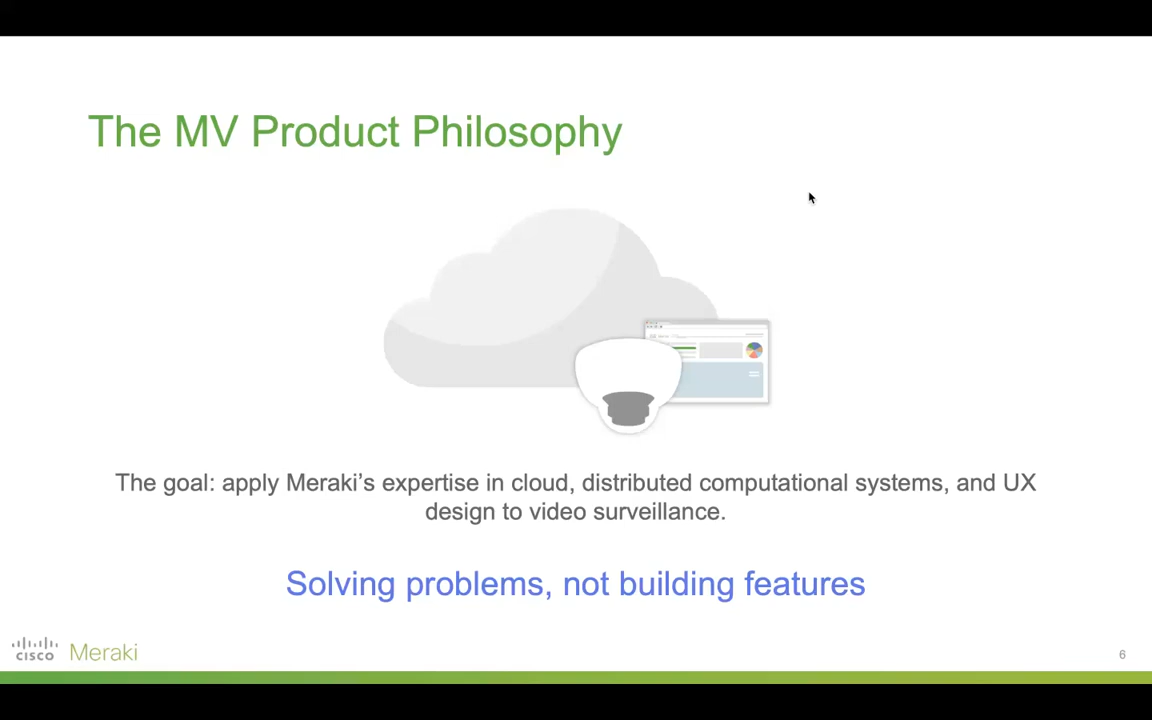 The MV Product Philosophy
The goal: apply Meraki’s expertise in cloud, distributed computational systems, and UX
design to video surveillance.
Solving problems, not building features
CISCO Meraki
6